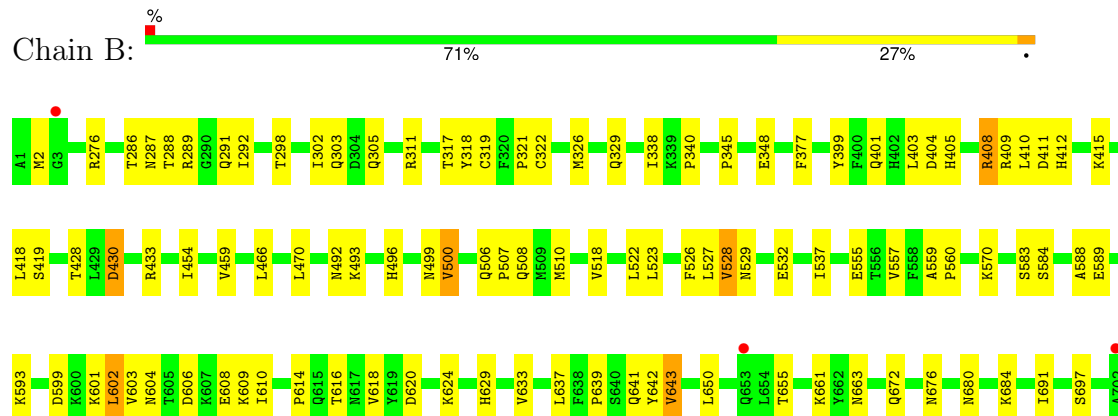 %
Chain B:
71% 27% •
A1 M2 G3 R276 T286 N287 T288 R289 G290 Q291 I292 T298 I302 Q303 D304 Q305 R311 T317 Y318 C319 F320 P321 C322 M326 Q329 I338 K339 P340 P345 E348 F377 Y399 F400 Q401 H402 L403 D404 H405 R408 R409 L410 D411 H412 K415
L418 S419 T428 L429 D430 R433 I454 V459 L466 L470 N492 K493 H496 N499 V500 Q506 P507 Q508 M509 M510 V518 L522 L523 F526 L527 V528 N529 E532 I537 E555 T556 V557 F558 A559 P560 K570 S583 S584 A588 E589
K593 D599 K600 K601 L602 V603 N604 T605 D606 K607 E608 K609 I610 P614 Q615 T616 N617 V618 Y619 D620 K624 H629 V633 L637 F638 P639 S640 Q641 Y642 V643 L650 Q653 L654 T655 K661 Y662 N663 Q672 N676 N680 K684 I691 S697